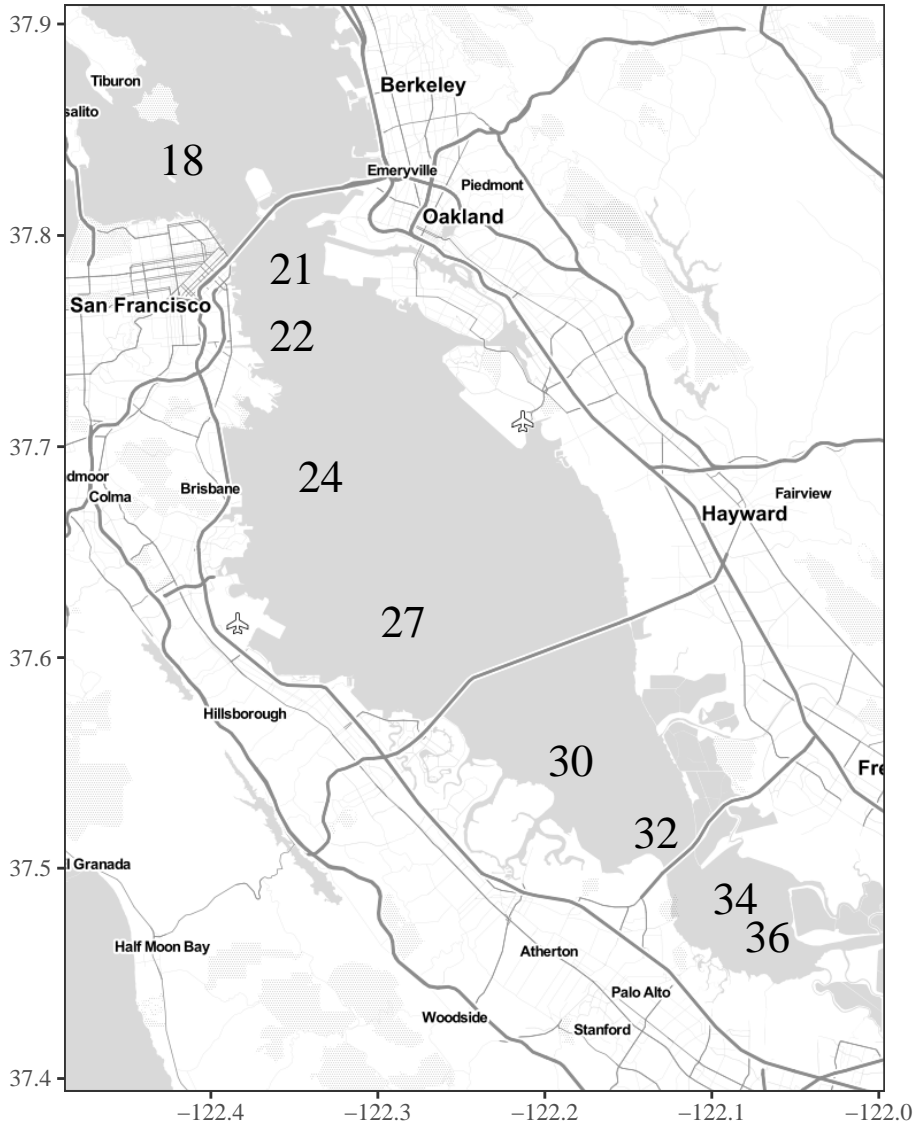 37.9
Tiburon
Berkeley
salito
18
Emeryville
Piedmont
Oakland
37.8
21
San Francisco
22
37.7
24
dmoor
Colma
Brisbane
Fairview
Hayward
27
37.6
Hillsborough
30
Fre
32
37.5
l Granada
34
36
Half Moon Bay
Atherton
Palo Alto
Woodside
Stanford
37.4
−122.4
−122.3
−122.2
−122.1
−122.0